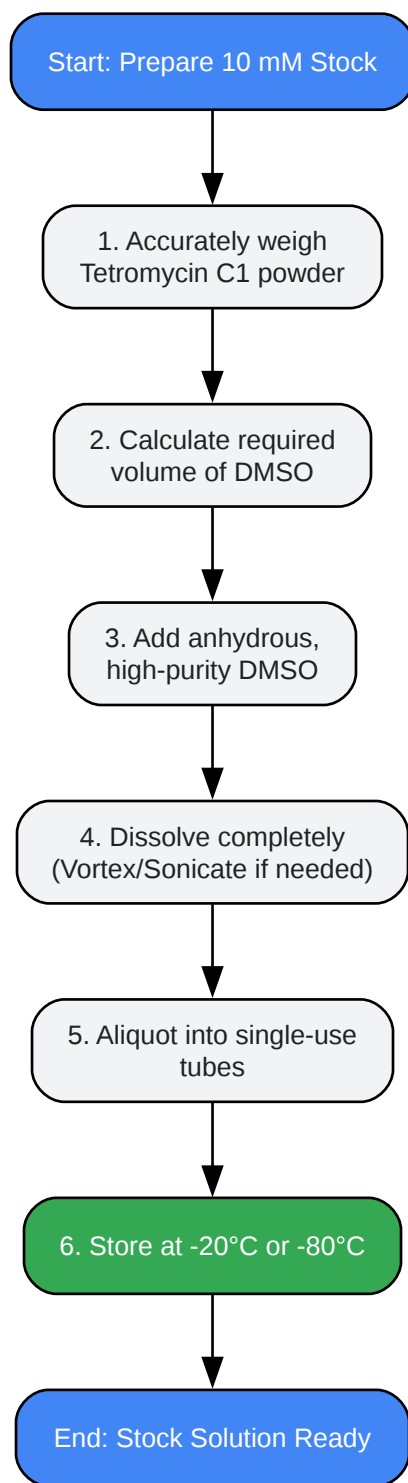 Start: Prepare 10 mM Stock
1. Accurately weigh
Tetromycin C1 powder
2. Calculate required
volume of DMSO
3. Add anhydrous,
high-purity DMSO
4. Dissolve completely
(Vortex/Sonicate if needed)
5. Aliquot into single-use
tubes
6. Store at -20°C or -80°C
End: Stock Solution Ready